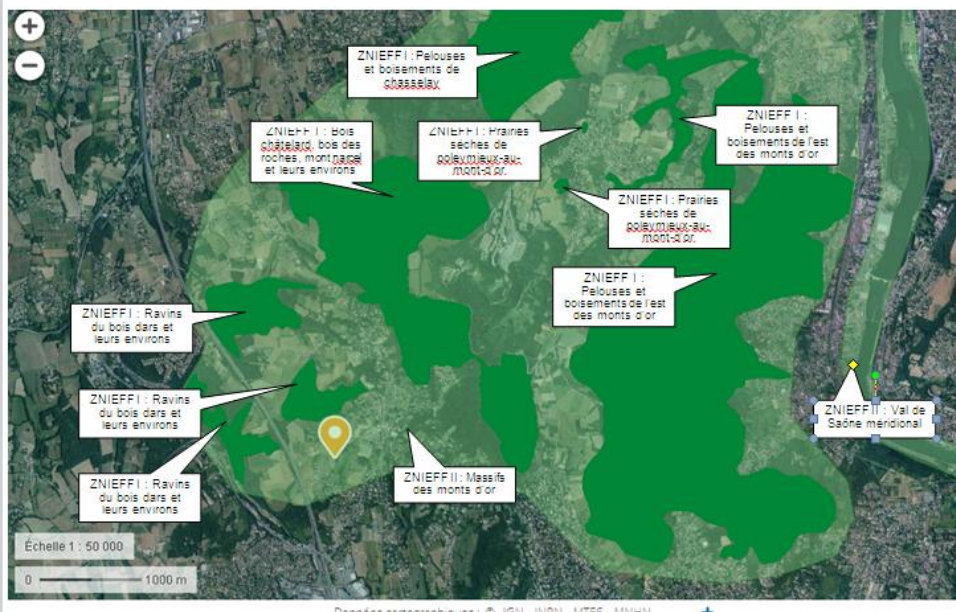 ZNIEFF I : Pelouses
et boisements de
chasselay
ZNIEFF I : Bois
châtelard, bois des
roches, mont narcel
et leurs environs
ZNIEFF I : Prairies
sèches de
poleymieux-au-
mont-d'or.
ZNIEFF I :
Pelouses et
boisements de l'est
des monts d'or
ZNIEFF I : Prairies
sèches de
poleymieux-au-
mont-d'or.
ZNIEFF I :
Pelouses et
boisements de l'est
des monts d'or
ZNIEFF I : Ravins
du bois dars et
leurs environs
ZNIEFF I : Ravins
du bois dars et
leurs environs
ZNIEFF I : Ravins
du bois dars et
leurs environs
ZNIEFF II : Massifs
des monts d'or
ZNIEFF II : Val de
Saône méridional
Échelle 1 : 50 000
0 1000 m
Données cartographiques : © IGN, INPN, MTES, MNHN